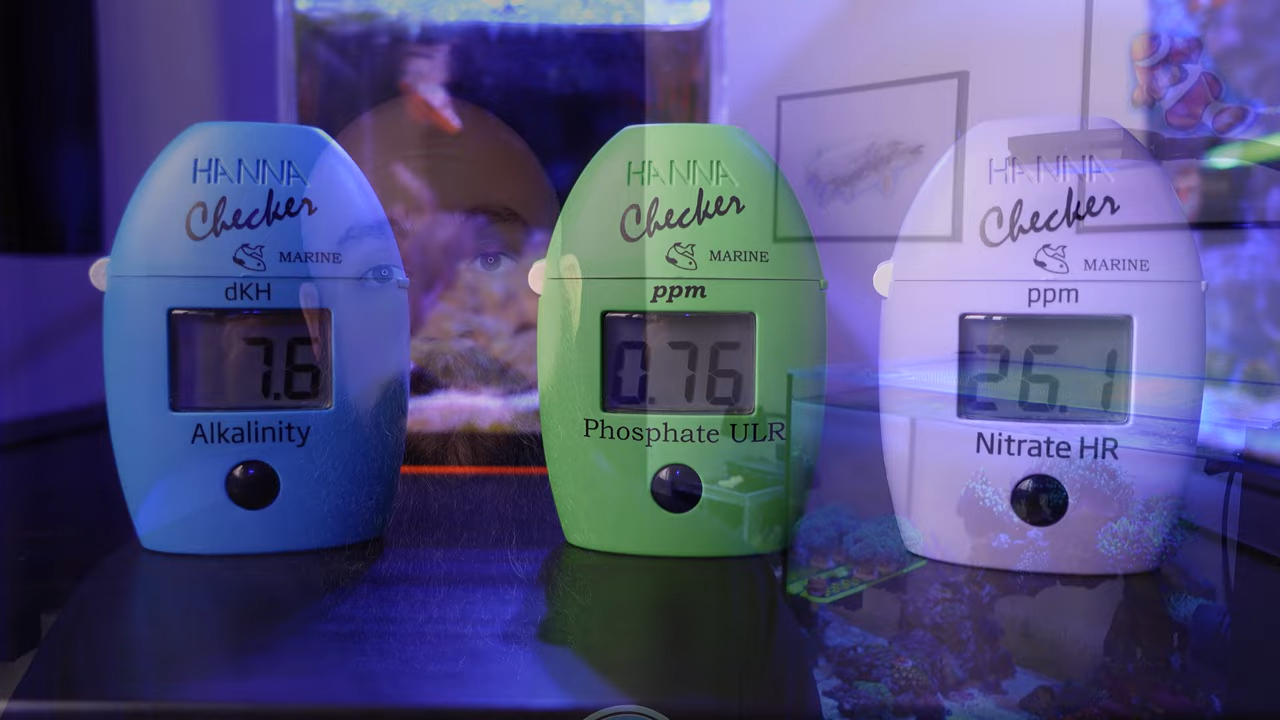 HANNA
Checker
MARINE
dKH
7.6
Alkalinity
HANNA
Checker
MARINE
ppm
0.76
Phosphate ULR
HANNA
Checker
MARINE
ppm
26.1
Nitrate HR